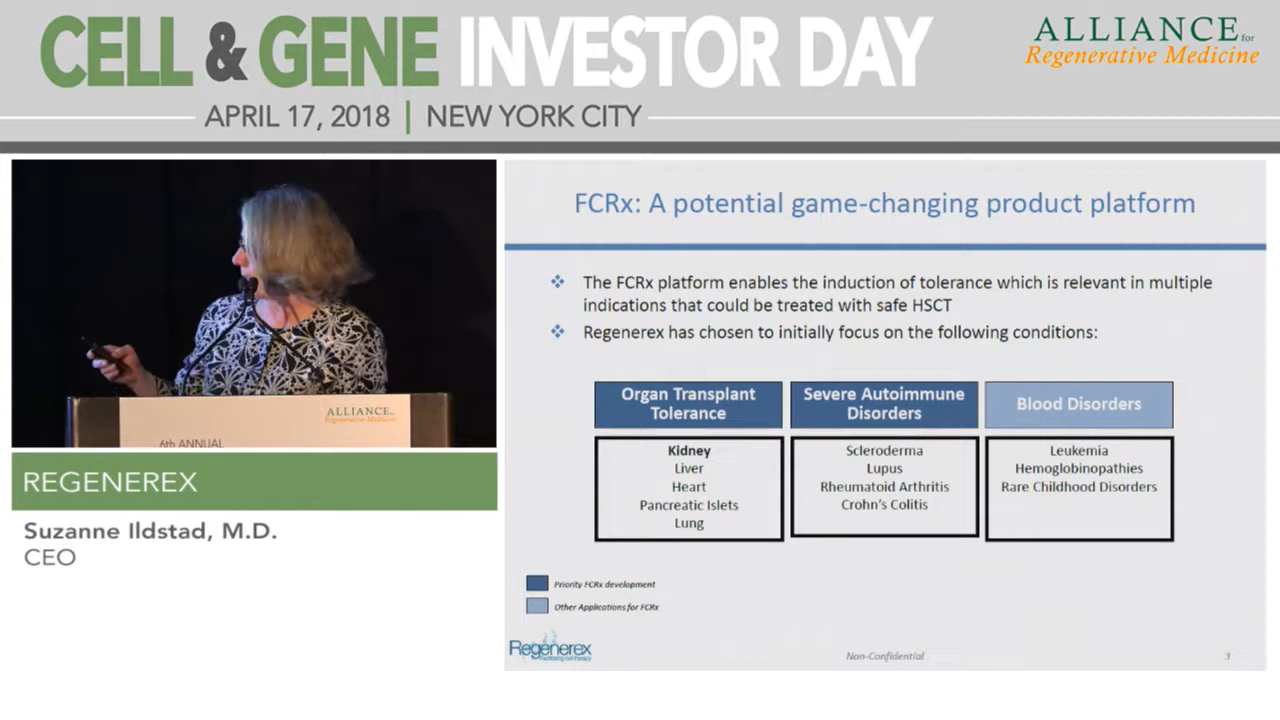 CELL & GENE INVESTOR DAY
APRIL 17, 2018 | NEW YORK CITY
ALLIANCE for
Regenerative Medicine
ALLIANCE for
Regenerative Medicine
6th ANNUAL
REGENEREX
Suzanne Ildstad, M.D.
CEO
FCRx: A potential game-changing product platform
❖ The FCRx platform enables the induction of tolerance which is relevant in multiple
indications that could be treated with safe HSCT
❖ Regenerex has chosen to initially focus on the following conditions:
Organ Transplant
Tolerance
Kidney
Liver
Heart
Pancreatic Islets
Lung
Severe Autoimmune
Disorders
Scleroderma
Lupus
Rheumatoid Arthritis
Crohn's Colitis
Blood Disorders
Leukemia
Hemoglobinopathies
Rare Childhood Disorders
Priority FCRx development
Other Applications for FCRx
Regenerex
Non-Confidential
3